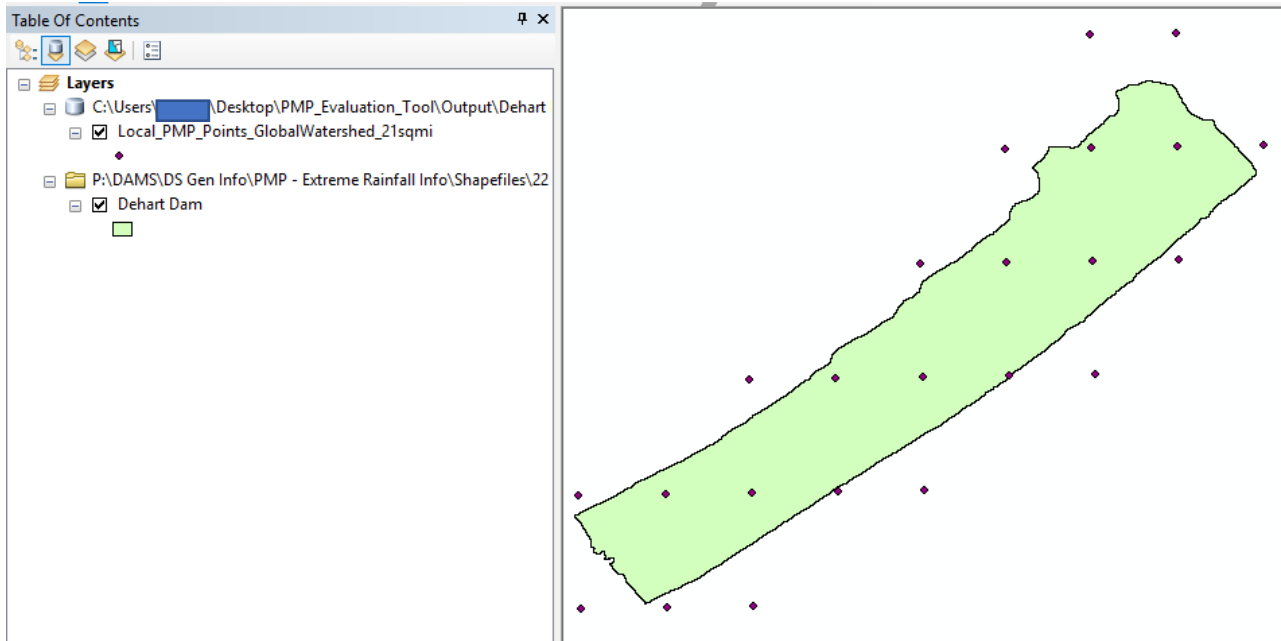 Table Of Contents
Layers
C:\Users\ \Desktop\PMP_Evaluation_Tool\Output\Dehart
Local_PMP_Points_GlobalWatershed_21sqmi
P:\DAMS\DS Gen Info\PMP - Extreme Rainfall Info\Shapefiles\22
Dehart Dam